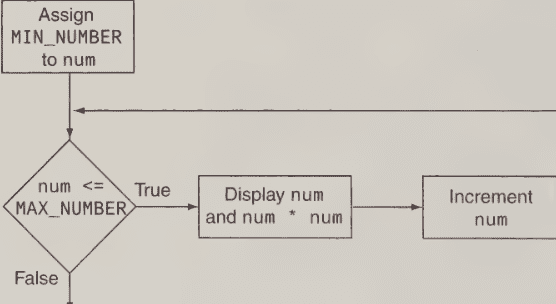 Assign
MIN_NUMBER
to num
num <=
MAX_NUMBER
True
Display num
and num * num
Increment
num
False